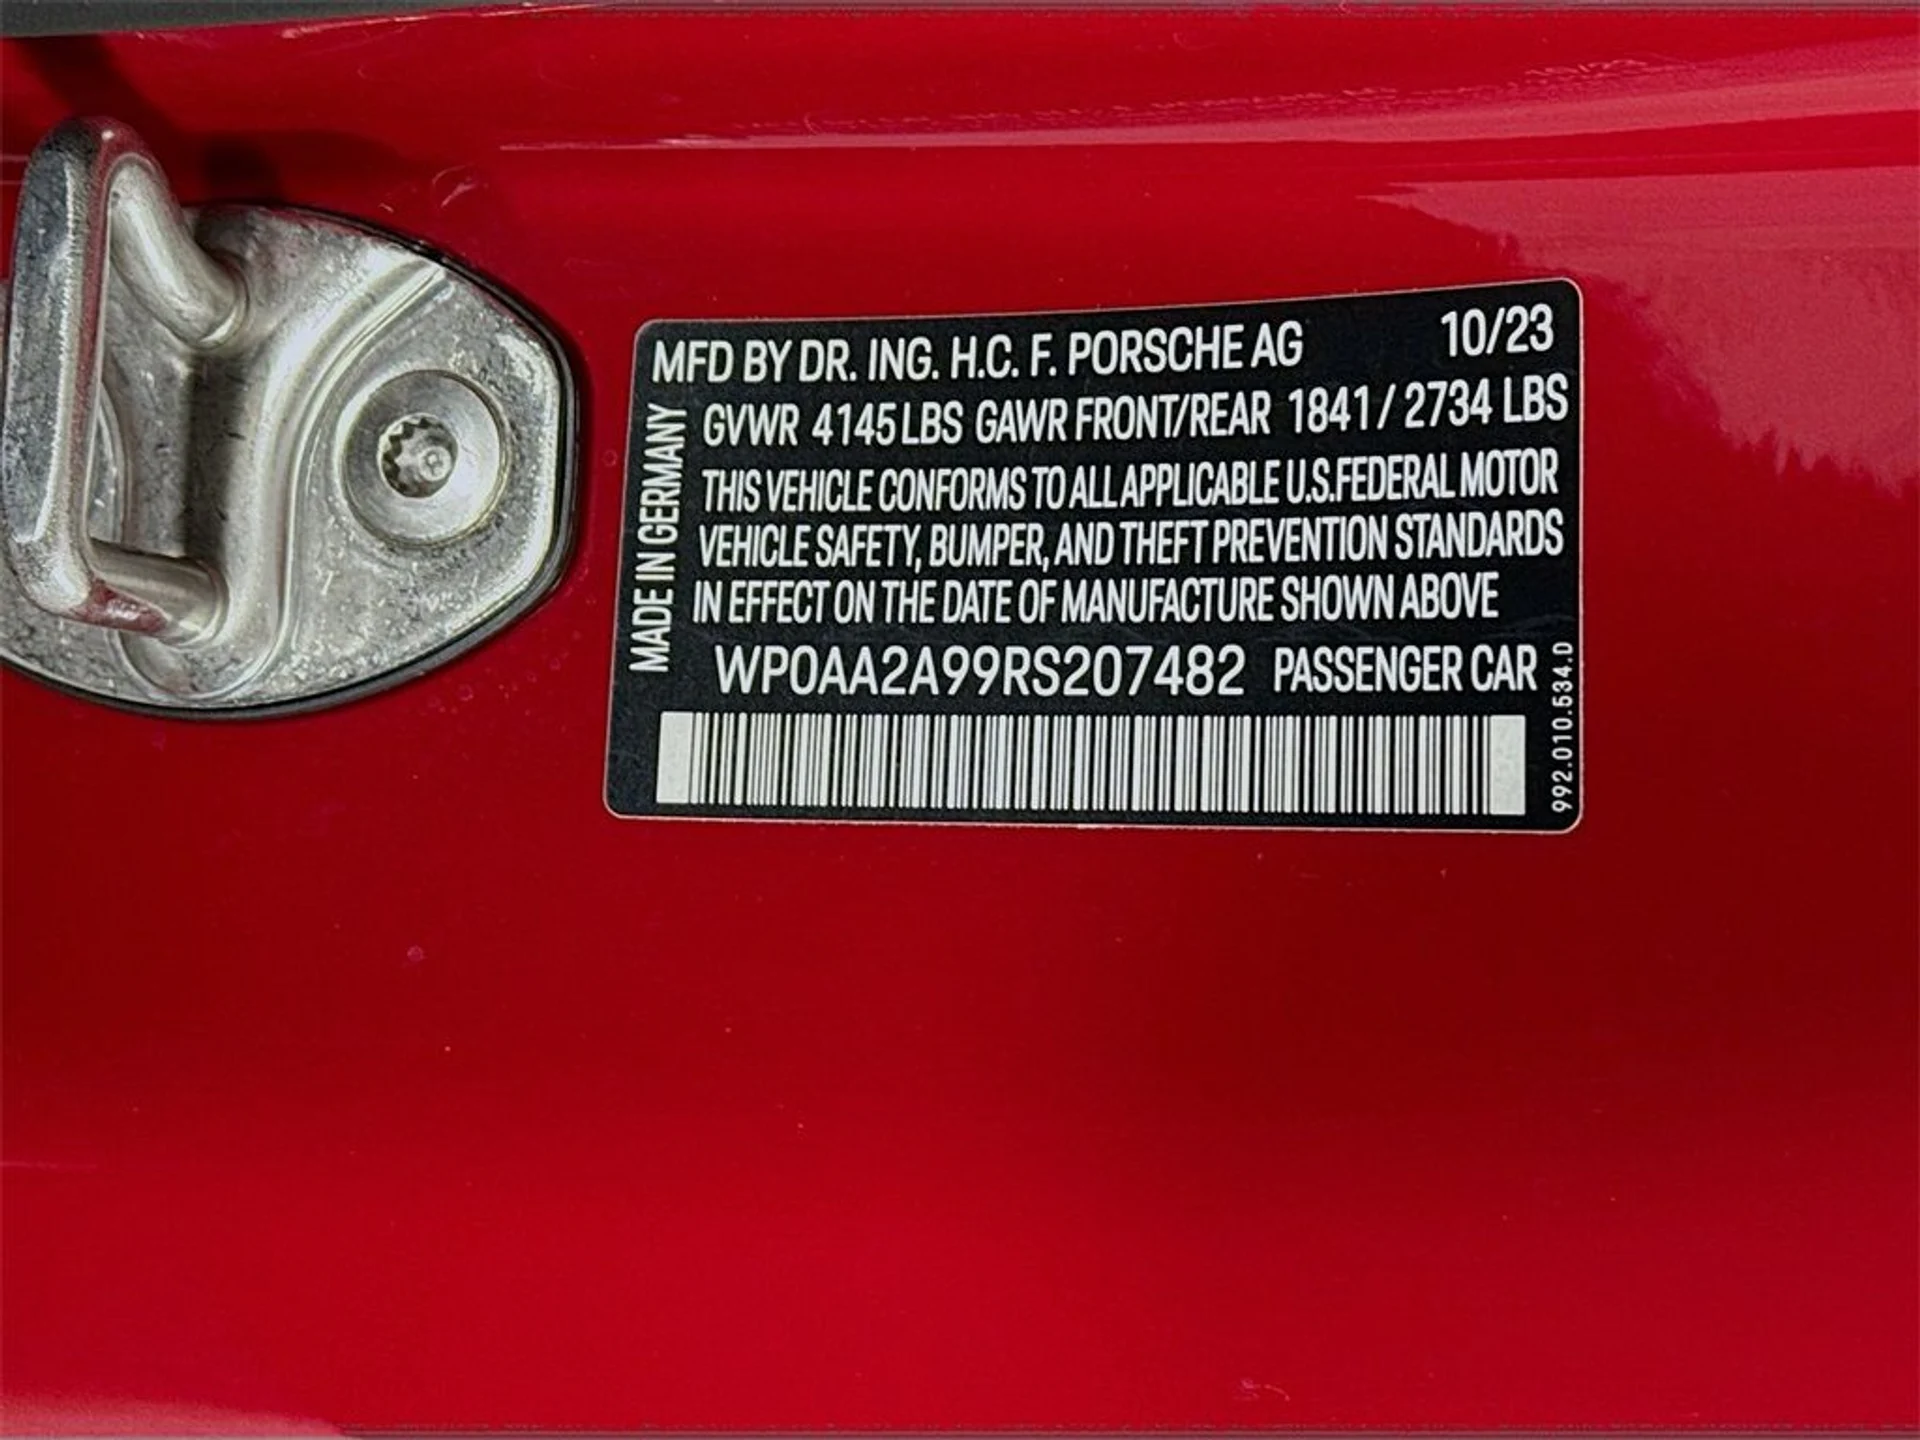 MFD BY DR. ING. H.C. F. PORSCHE AG 10/23
GVWR 4145 LBS GAWR FRONT/REAR 1841 / 2734 LBS
THIS VEHICLE CONFORMS TO ALL APPLICABLE U.S.FEDERAL MOTOR
VEHICLE SAFETY, BUMPER, AND THEFT PREVENTION STANDARDS
IN EFFECT ON THE DATE OF MANUFACTURE SHOWN ABOVE
WP0AA2A99RS207482 PASSENGER CAR
MADE IN GERMANY
992.010.534.D